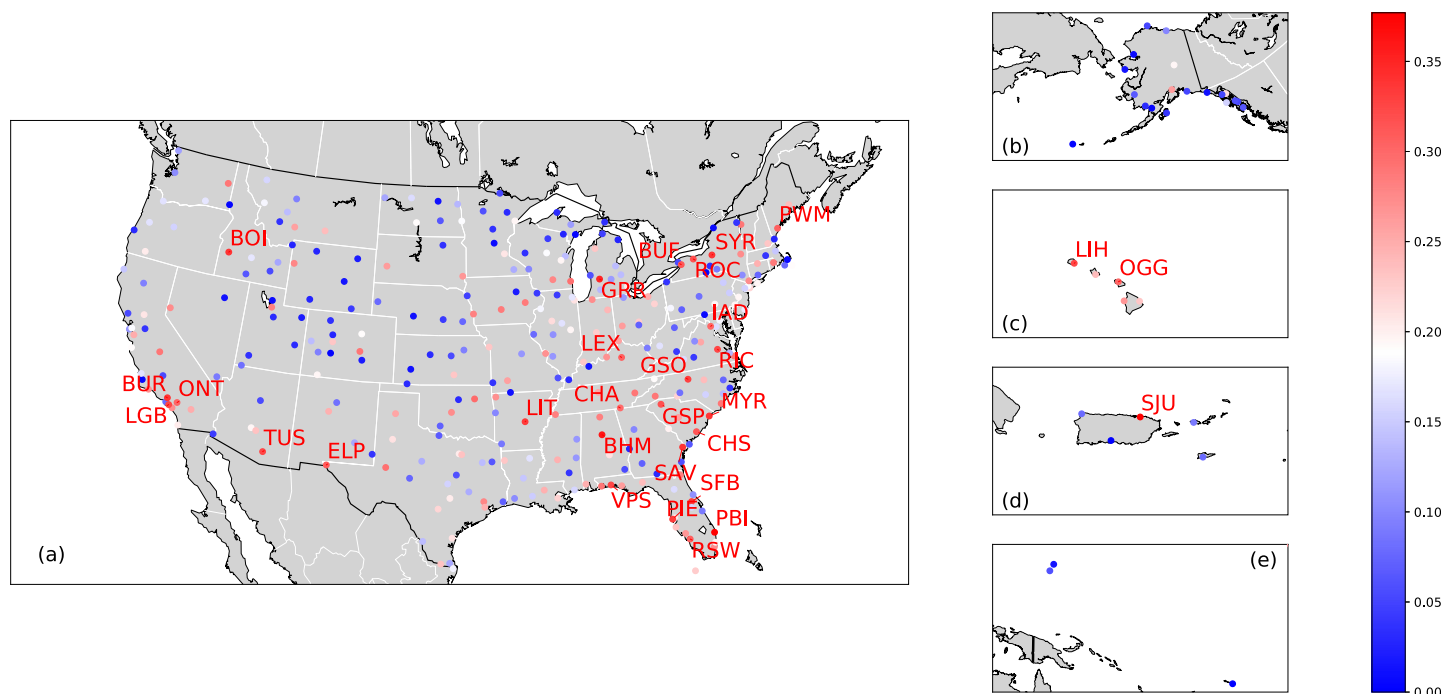 PWM
BOI
BUF
SYR
ROC
GRR
IAD
LEX
RIC
GSO
BUR
ONT
CHA
MYR
LGB
LIT
GSP
TUS
BHM
CHS
ELP
SAV
SFB
VPS
PIE
PBI
RSW
(a)
(b)
LIH
OGG
(c)
SJU
(d)
(e)
0.35
0.30
0.25
0.20
0.15
0.10
0.05
0.00